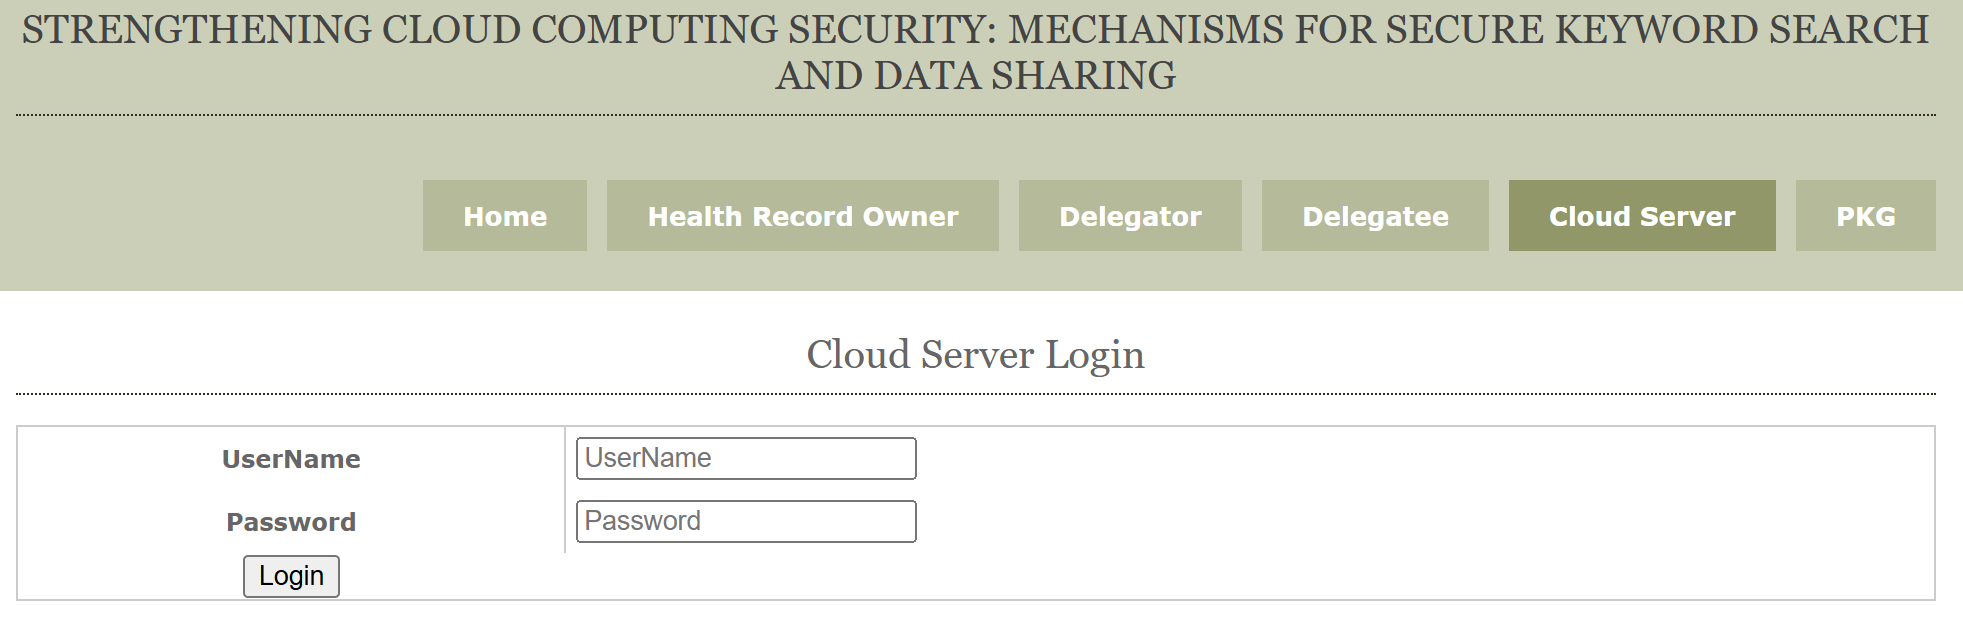 STRENGTHENING CLOUD COMPUTING SECURITY: MECHANISMS FOR SECURE KEYWORD SEARCH
AND DATA SHARING
Home Health Record Owner Delegator Delegatee Cloud Server PKG
Cloud Server Login
UserName UserName
Password Password
Login